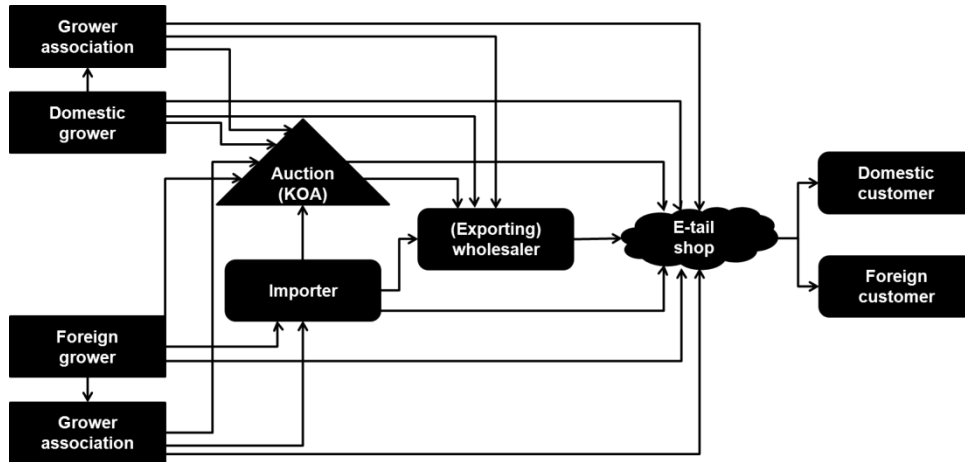 Grower
association
Domestic
grower
Auction
(KOA)
(Exporting)
wholesaler
E-tail
shop
Domestic
customer
Importer
Foreign
customer
Foreign
grower
Grower
association